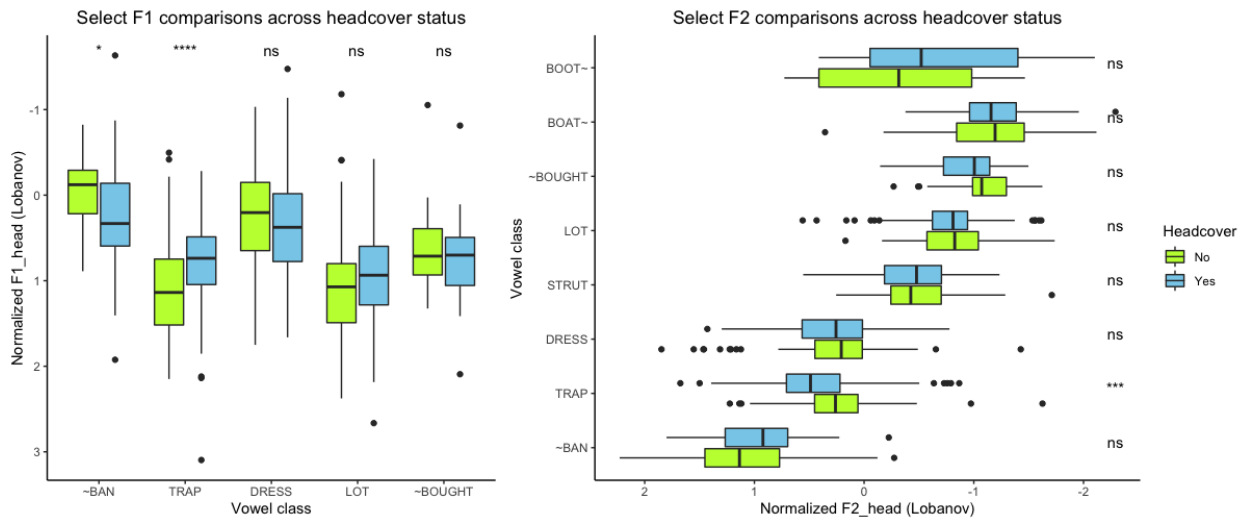 Select F1 comparisons across headcover status
* **** ns ns ns
Normalized F1_head (Lobanov)
-1
0
1
2
3
~BAN TRAP DRESS LOT ~BOUGHT
Vowel class
Select F2 comparisons across headcover status
Vowel class
BOOT~ ns
BOAT~ ns
~BOUGHT ns
LOT ns
STRUT ns
DRESS ns
TRAP ***
~BAN ns
2 1 0 -1 -2
Normalized F2_head (Lobanov)
Headcover
No
Yes